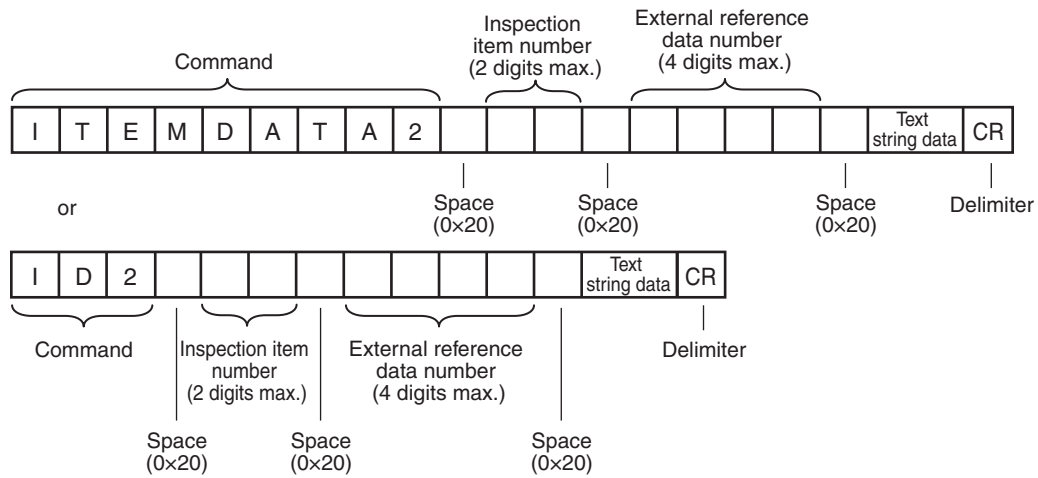 Command
Inspection
item number
(2 digits max.)
External reference
data number
(4 digits max.)
I T E M D A T A 2 Text string data CR
Space
(0×20)
Space
(0×20)
Space
(0×20)
Delimiter
or
I D 2 Text string data CR
Command
Inspection item
number
(2 digits max.)
External reference
data number
(4 digits max.)
Delimiter
Space
(0×20)
Space
(0×20)
Space
(0×20)